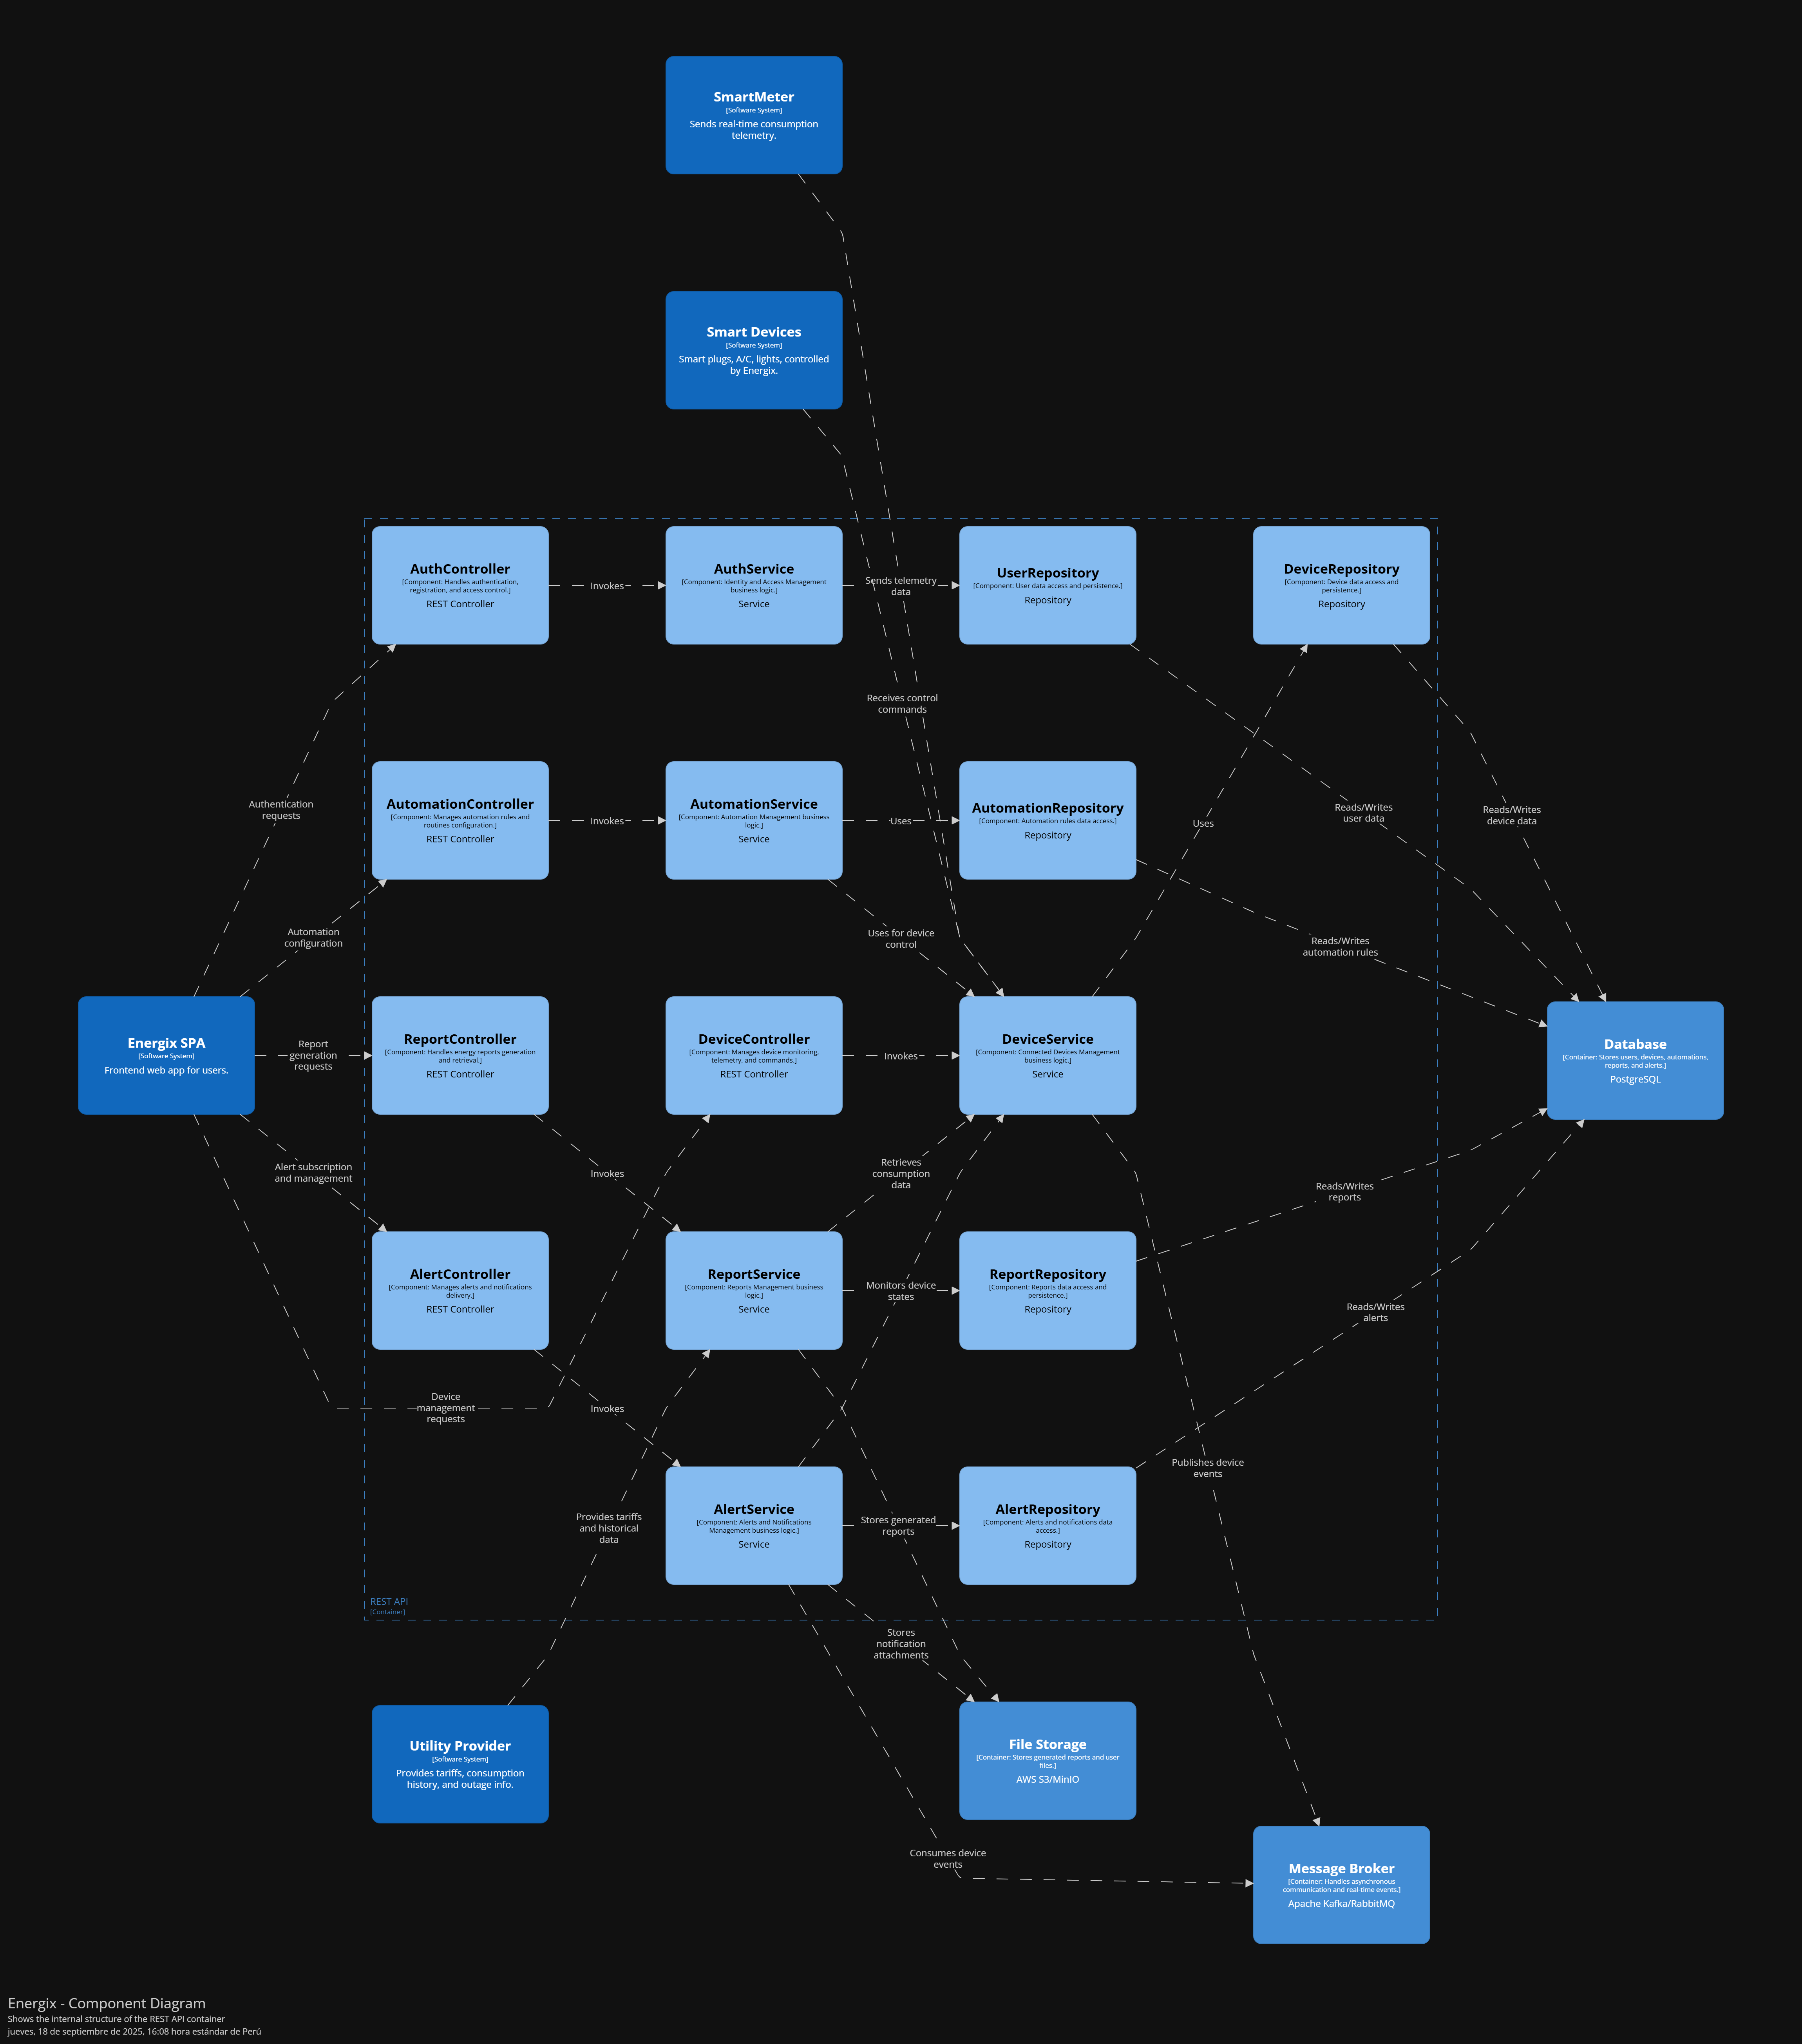 SmartMeter
[Software System]
Sends real-time consumption
telemetry.
Smart Devices
[Software System]
Smart plugs, A/C, lights, controlled
by Energix.
AuthController
[Component: Handles authentication,
registration, and access control.]
REST Controller
Invokes
AuthService
[Component: Identity and Access Management
business logic.]
Service
Sends telemetry
data
UserRepository
[Component: User data access and persistence.]
Repository
DeviceRepository
[Component: Device data access and
persistence.]
Repository
Receives control
commands
Authentication
requests
AutomationController
[Component: Manages automation rules and
routines configuration.]
REST Controller
Invokes
AutomationService
[Component: Automation Management business
logic.]
Service
Uses
AutomationRepository
[Component: Automation rules data access.]
Repository
Uses
Reads/Writes
user data
Reads/Writes
device data
Automation
configuration
Uses for device
control
Reads/Writes
automation rules
Energix SPA
[Software System]
Frontend web app for users.
Report
generation
requests
ReportController
[Component: Handles energy reports generation
and retrieval.]
REST Controller
DeviceController
[Component: Manages device monitoring,
telemetry, and commands.]
REST Controller
Invokes
DeviceService
[Component: Connected Devices Management
business logic.]
Service
Database
[Container: Stores users, devices, automations,
reports, and alerts.]
PostgreSQL
Alert subscription
and management
Invokes
Retrieves
consumption
data
Reads/Writes
reports
AlertController
[Component: Manages alerts and notifications
delivery.]
REST Controller
ReportService
[Component: Reports Management business
logic.]
Service
Monitors device
states
ReportRepository
[Component: Reports data access and
persistence.]
Repository
Reads/Writes
alerts
Device
management
requests
Invokes
Publishes device
events
Provides tariffs
and historical
data
AlertService
[Component: Alerts and Notifications
Management business logic.]
Service
Stores generated
reports
AlertRepository
[Component: Alerts and notifications data
access.]
Repository
REST API
[Container]
Stores
notification
attachments
Utility Provider
[Software System]
Provides tariffs, consumption
history, and outage info.
File Storage
[Container: Stores generated reports and user
files.]
AWS S3/MinIO
Consumes device
events
Message Broker
[Container: Handles asynchronous
communication and real-time events.]
Apache Kafka/RabbitMQ
Energix - Component Diagram
Shows the internal structure of the REST API container
jueves, 18 de septiembre de 2025, 16:08 hora estándar de Perú